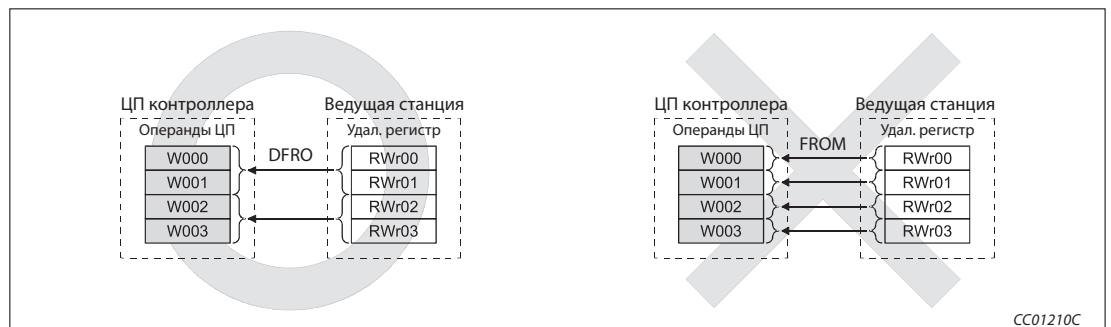 ЦП контроллера
Ведущая станция
Операнды ЦП
Удал. регистр
DFRO
W000
RWr00
W001
RWr01
W002
RWr02
W003
RWr03
ЦП контроллера
Ведущая станция
Операнды ЦП
Удал. регистр
FROM
W000
RWr00
W001
RWr01
W002
RWr02
W003
RWr03
CC01210C